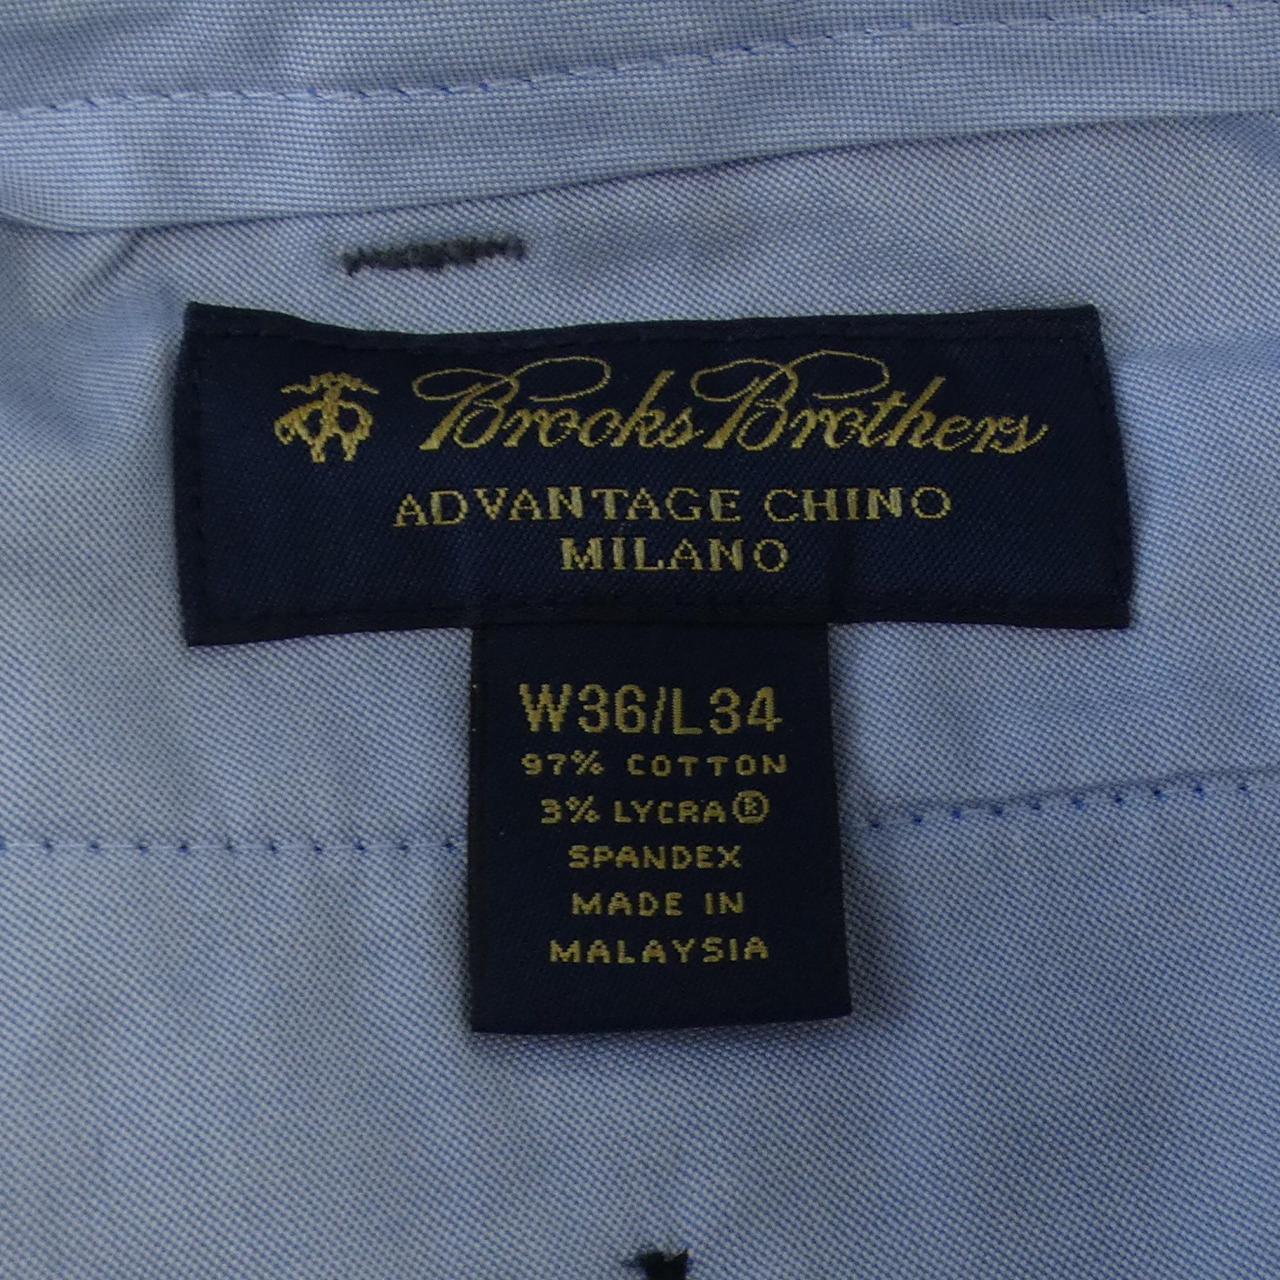 Brooks Brothers
ADVANTAGE CHINO
MILANO
W36/L34
97% COTTON
3% LYCRA®
SPANDEX
MADE IN
MALAYSIA